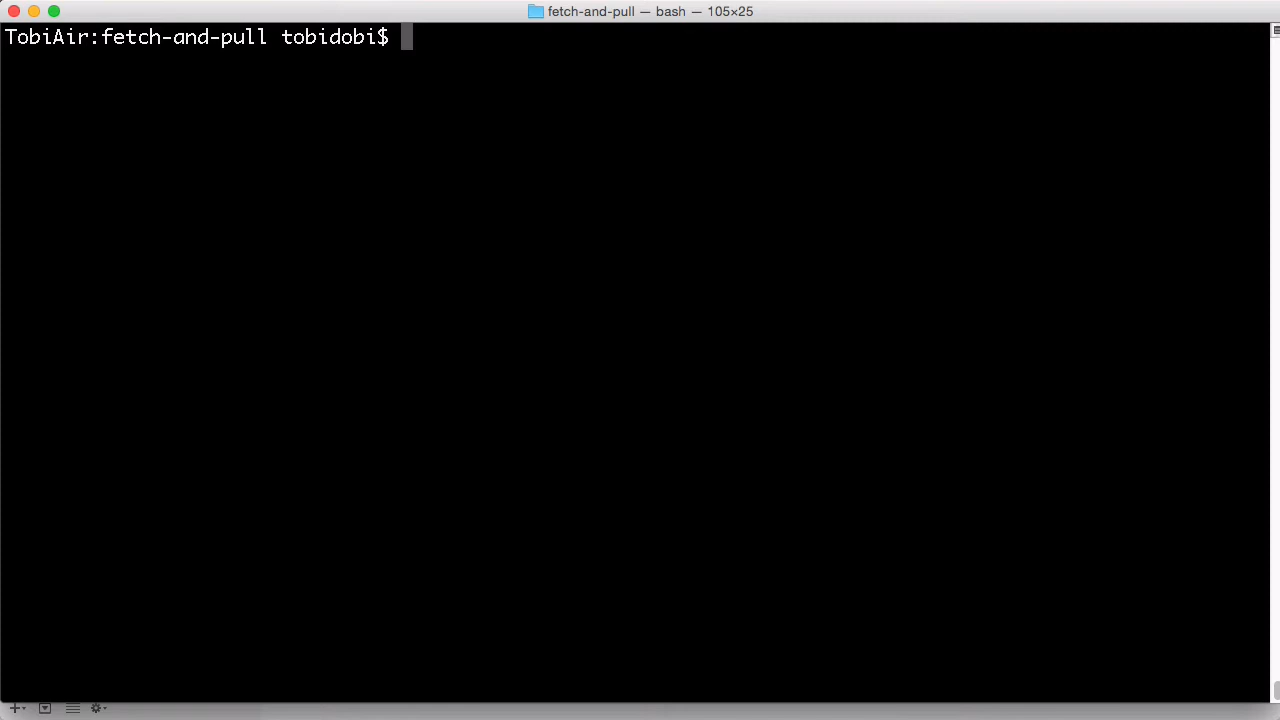 fetch-and-pull — bash — 105×25
TobiAir:fetch-and-pull tobidobi$